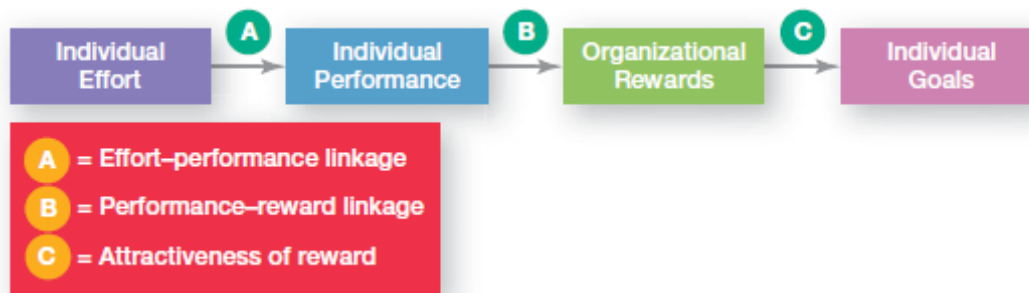 A
B
C
Individual
Effort
Individual
Performance
Organizational
Rewards
Individual
Goals
A = Effort–performance linkage
B = Performance–reward linkage
C = Attractiveness of reward